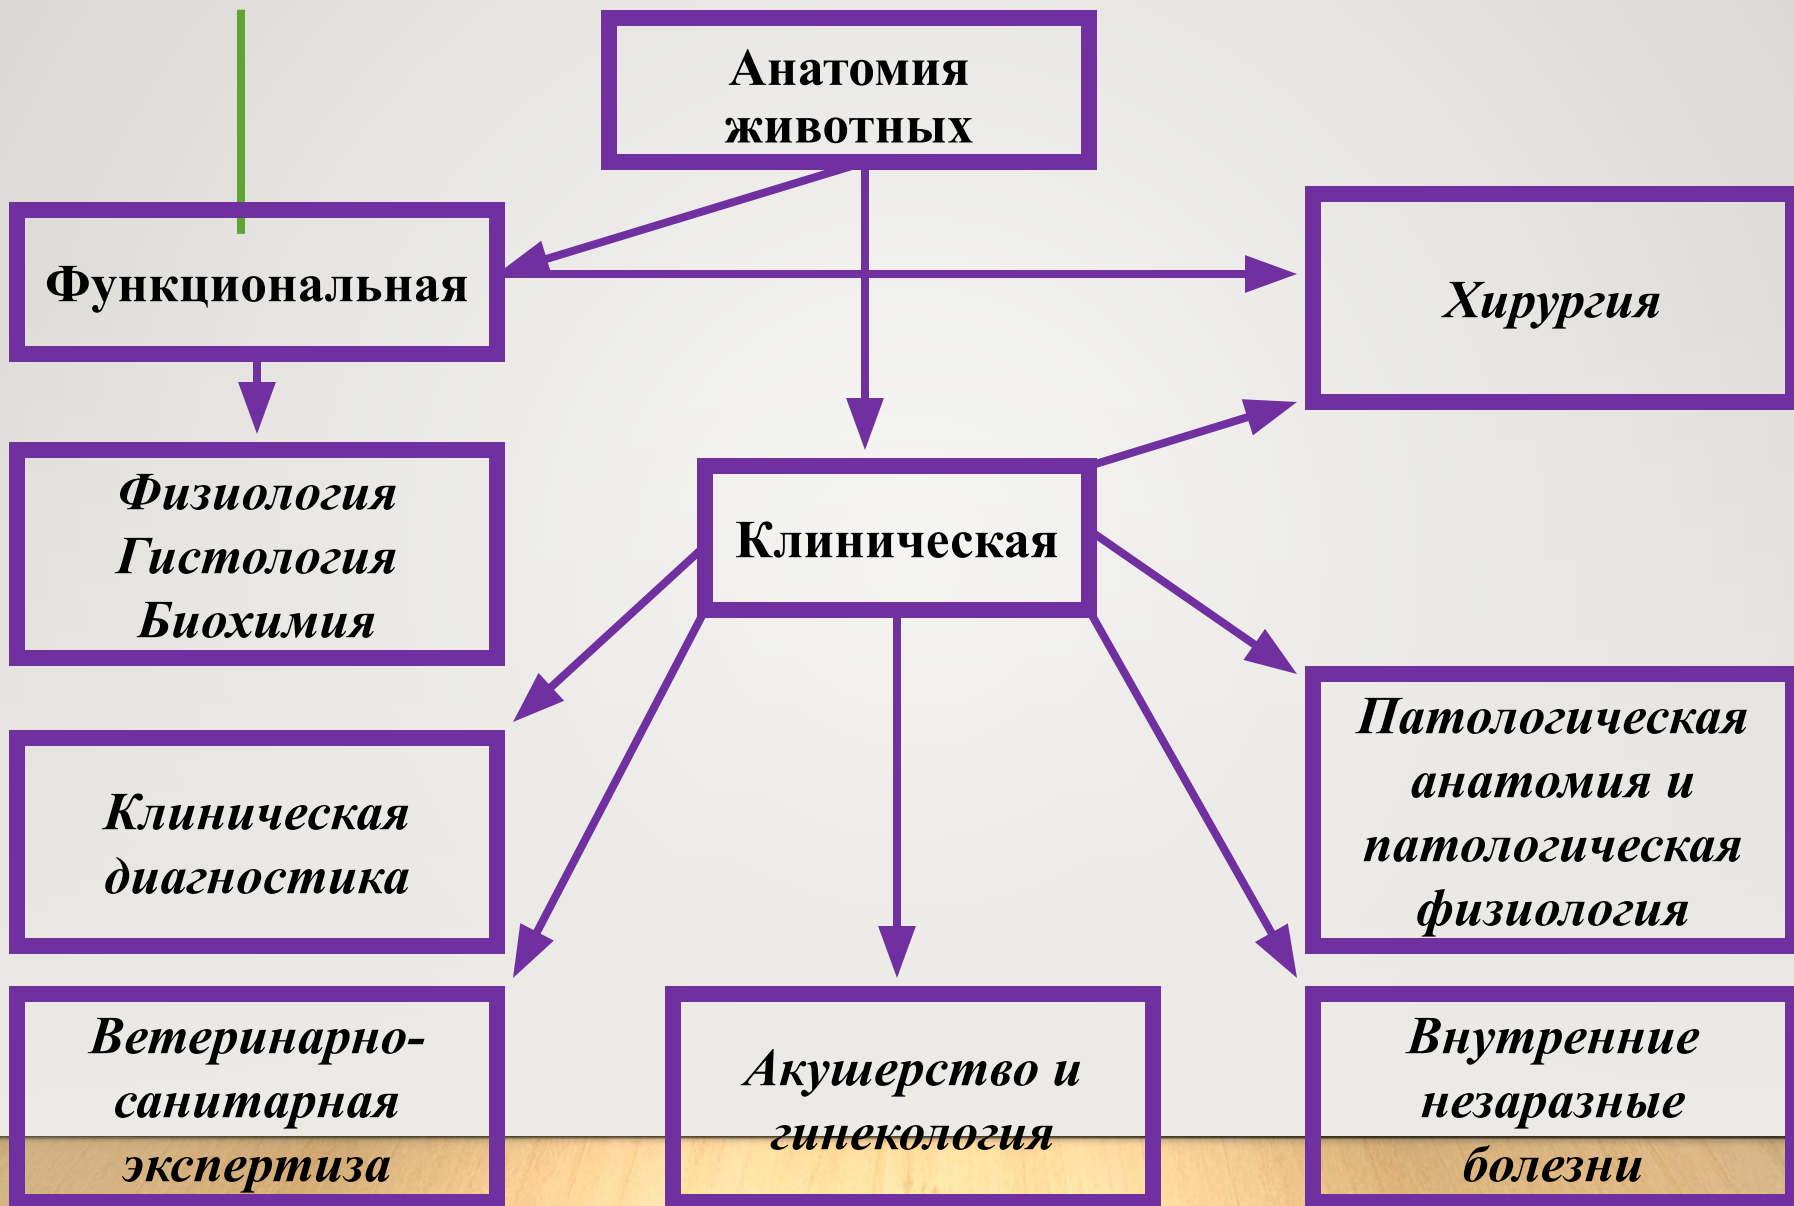 Анатомия
животных
Функциональная
Хирургия
Физиология
Гистология
Биохимия
Клиническая
Клиническая
диагностика
Патологическая
анатомия и
патологическая
физиология
Ветеринарно-
санитарная
экспертиза
Акушерство и
гинекология
Внутренние
незаразные
болезни